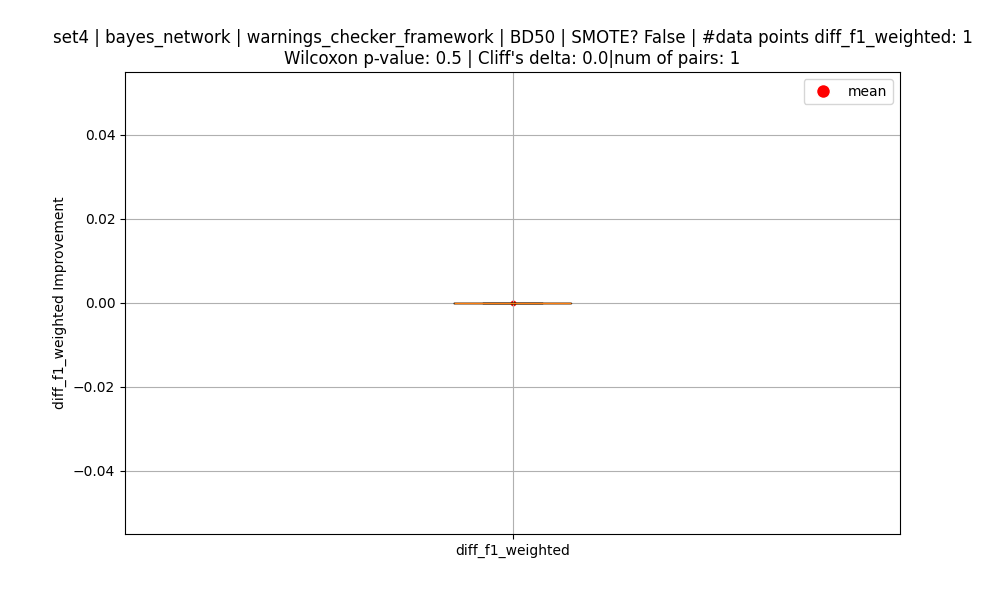 set4 | bayes_network | warnings_checker_framework | BD50 | SMOTE? False | #data points diff_f1_weighted: 1
Wilcoxon p-value: 0.5 | Cliff's delta: 0.0|num of pairs: 1
mean
0.04
0.02
0.00
−0.02
−0.04
diff_f1_weighted Improvement
diff_f1_weighted